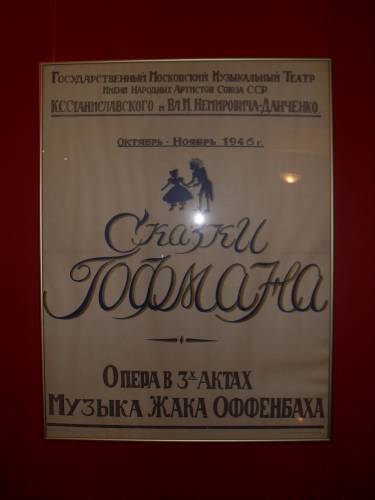 Государственный Московский Музыкальный Театр
имени Народных Артистов Союза ССР
К.С.Станиславского и Вл.И.Немировича-Данченко
Октябрь - Ноябрь 1946 г.
Сказки
Гофмана
Опера в 3х актах
Музыка Жака Оффенбаха